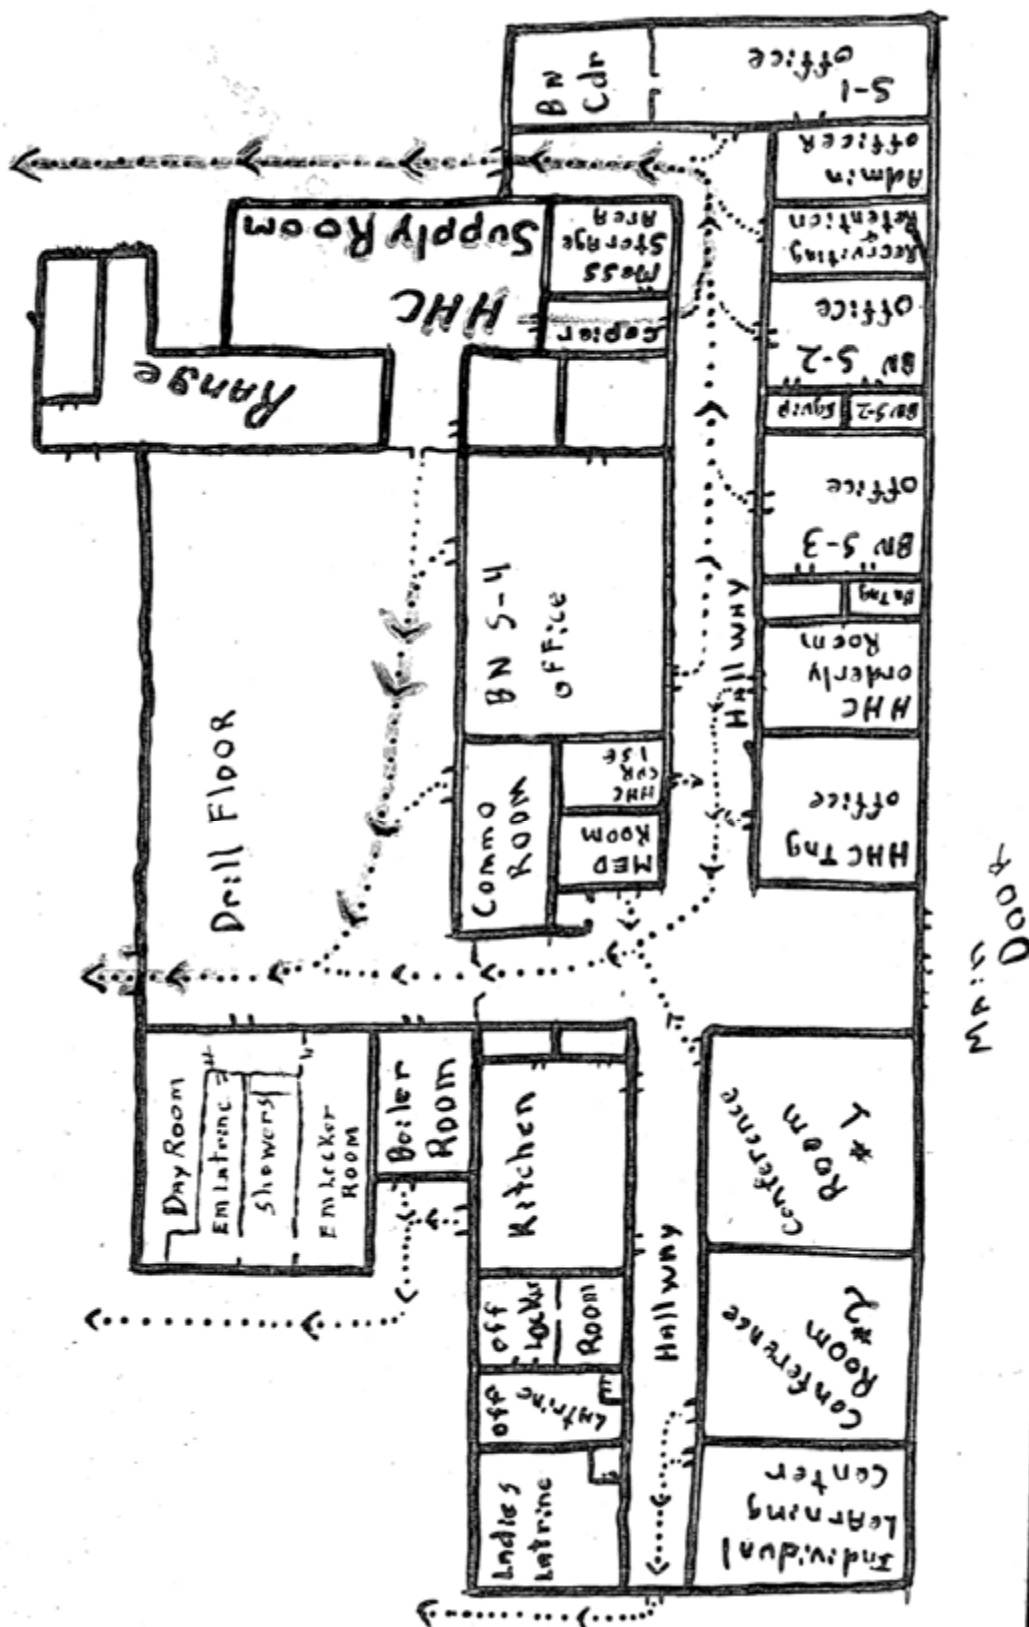 BN
Cdr
S-1
office
Admin
officer
Recruiting
&
Retention
BN S-2
office
BN S-2
Equip
BN S-3
office
Bn Tng
HHC
orderly
Room
HHC Tng
office
Main
Door
HHC
Supply Room
Mess
Storage
Area
Copier
Range
BN S-4
office
Hallway
Drill Floor
Commo
Room
HHC
CDR
1SG
MED
Room
Day Room
Em Latrine
Showers
Em Locker
Room
Boiler
Room
Kitchen
Off
Locker
Room
Off
Latrine
Ladies
Latrine
Hallway
Conference
Room
#1
Conference
Room
#2
Individual
Learning
Center